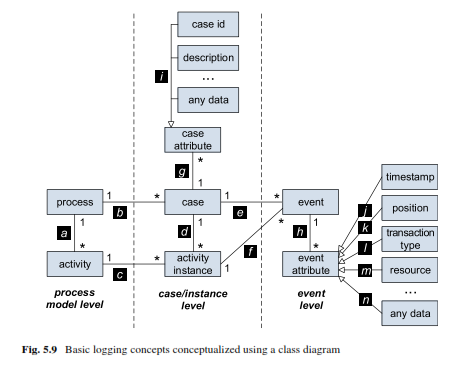 case id
description
...
any data
i
case
attribute
*
g
1
timestamp
position
transaction
type
resource
...
any data
j
k
l
m
n
process
1
b
*
case
1
e
*
event
1
a
*
1
d
*
*
f
1
h
*
activity
1
c
*
activity
instance
1
event
attribute
process
model level
case/instance
level
event
level
Fig. 5.9 Basic logging concepts conceptualized using a class diagram